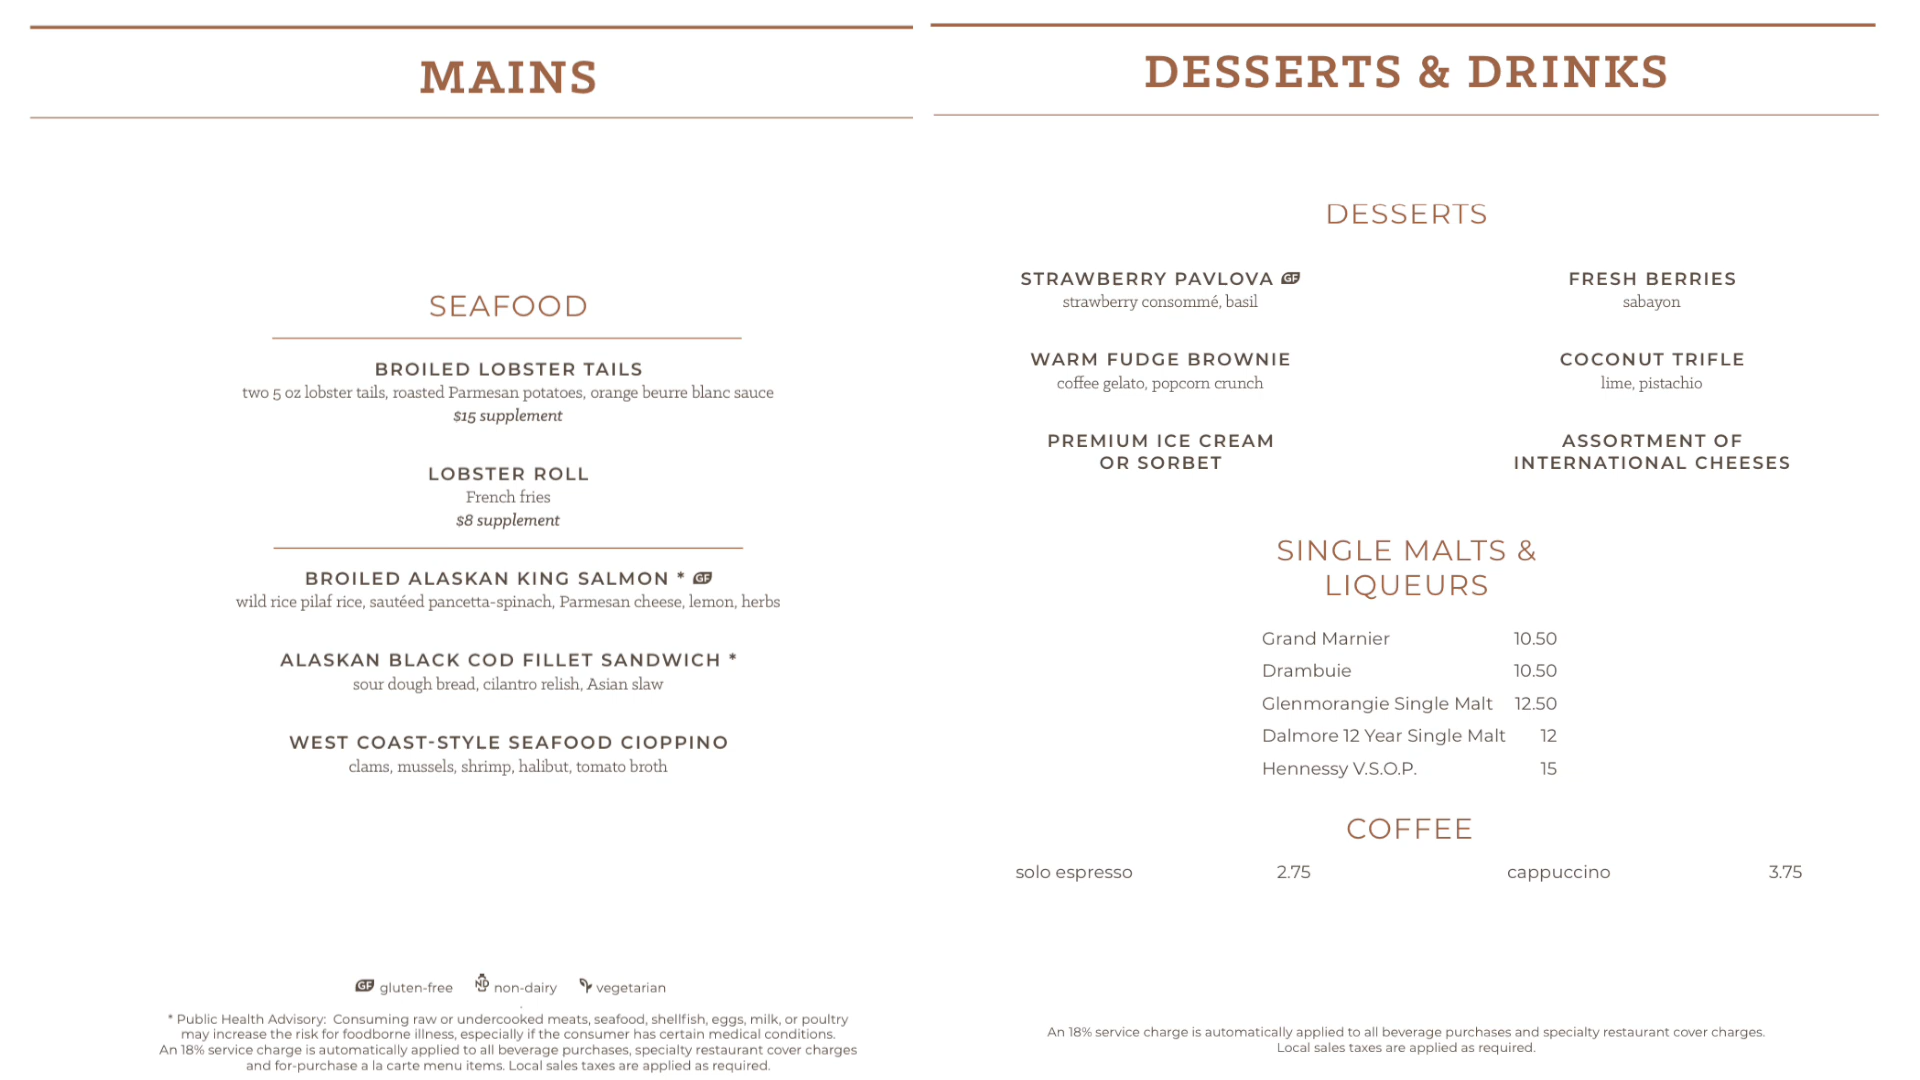 MAINS
SEAFOOD
BROILED LOBSTER TAILS
two 5 oz lobster tails, roasted Parmesan potatoes, orange beurre blanc sauce
$15 supplement
LOBSTER ROLL
French fries
$8 supplement
BROILED ALASKAN KING SALMON * GF
wild rice pilaf rice, sautéed pancetta-spinach, Parmesan cheese, lemon, herbs
ALASKAN BLACK COD FILLET SANDWICH *
sour dough bread, cilantro relish, Asian slaw
WEST COAST-STYLE SEAFOOD CIOPPINO
clams, mussels, shrimp, halibut, tomato broth
GF gluten-free ND non-dairy vegetarian
* Public Health Advisory: Consuming raw or undercooked meats, seafood, shellfish, eggs, milk, or poultry
may increase the risk for foodborne illness, especially if the consumer has certain medical conditions.
An 18% service charge is automatically applied to all beverage purchases, specialty restaurant cover charges
and for-purchase a la carte menu items. Local sales taxes are applied as required.
DESSERTS & DRINKS
DESSERTS
STRAWBERRY PAVLOVA GF
strawberry consommé, basil
FRESH BERRIES
sabayon
WARM FUDGE BROWNIE
coffee gelato, popcorn crunch
COCONUT TRIFLE
lime, pistachio
PREMIUM ICE CREAM
OR SORBET
ASSORTMENT OF
INTERNATIONAL CHEESES
SINGLE MALTS &
LIQUEURS
Grand Marnier 10.50
Drambuie 10.50
Glenmorangie Single Malt 12.50
Dalmore 12 Year Single Malt 12
Hennessy V.S.O.P. 15
COFFEE
solo espresso 2.75 cappuccino 3.75
An 18% service charge is automatically applied to all beverage purchases and specialty restaurant cover charges.
Local sales taxes are applied as required.